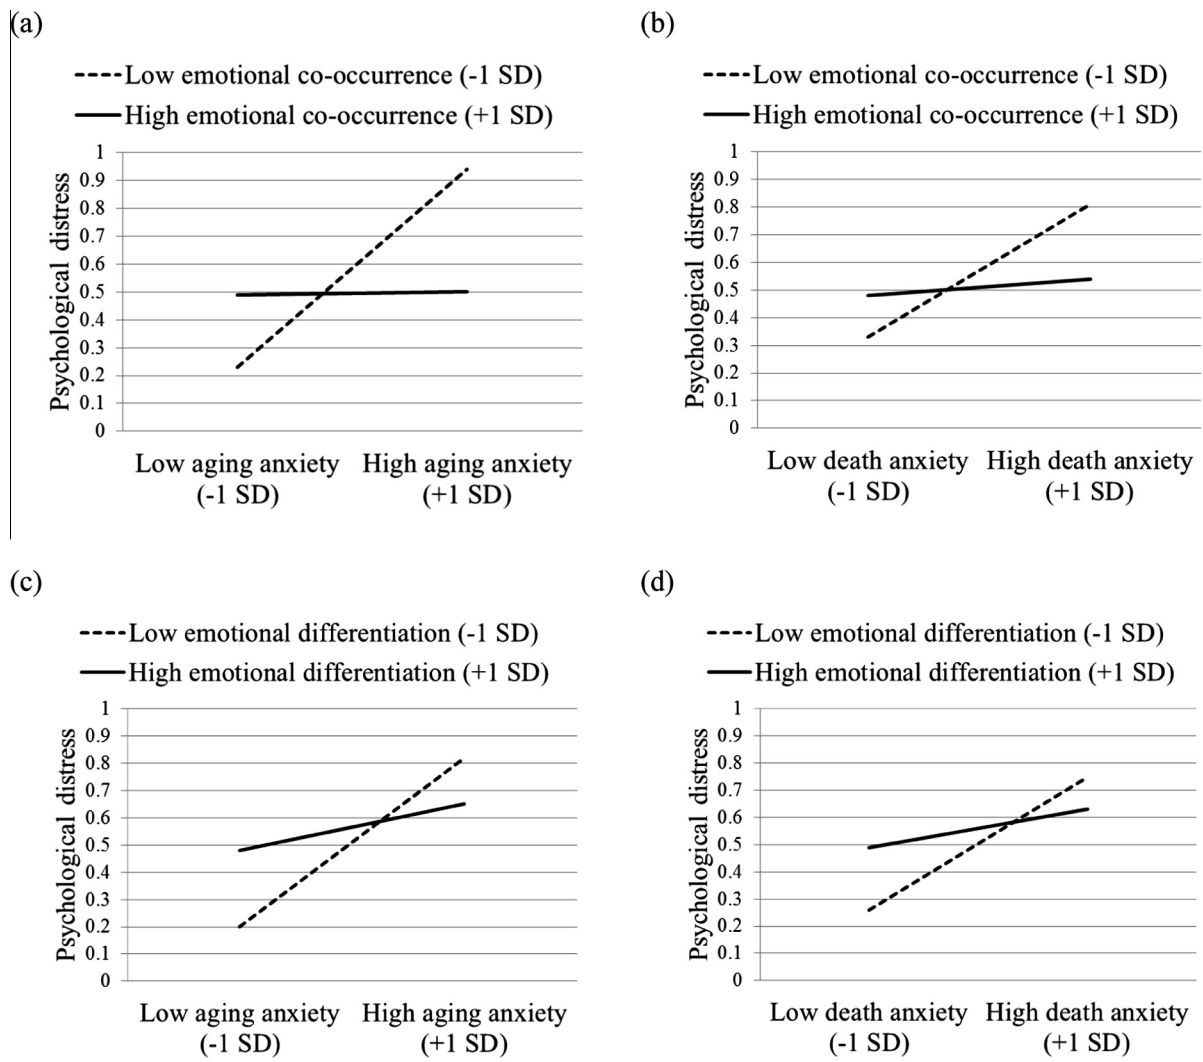 (a)
Low emotional co-occurrence (-1 SD)
High emotional co-occurrence (+1 SD)
Psychological distress
1
0.9
0.8
0.7
0.6
0.5
0.4
0.3
0.2
0.1
0
Low aging anxiety
(-1 SD)
High aging anxiety
(+1 SD)
(b)
Low emotional co-occurrence (-1 SD)
High emotional co-occurrence (+1 SD)
Psychological distress
1
0.9
0.8
0.7
0.6
0.5
0.4
0.3
0.2
0.1
0
Low death anxiety
(-1 SD)
High death anxiety
(+1 SD)
(c)
Low emotional differentiation (-1 SD)
High emotional differentiation (+1 SD)
Psychological distress
1
0.9
0.8
0.7
0.6
0.5
0.4
0.3
0.2
0.1
0
Low aging anxiety
(-1 SD)
High aging anxiety
(+1 SD)
(d)
Low emotional differentiation (-1 SD)
High emotional differentiation (+1 SD)
Psychological distress
1
0.9
0.8
0.7
0.6
0.5
0.4
0.3
0.2
0.1
0
Low death anxiety
(-1 SD)
High death anxiety
(+1 SD)